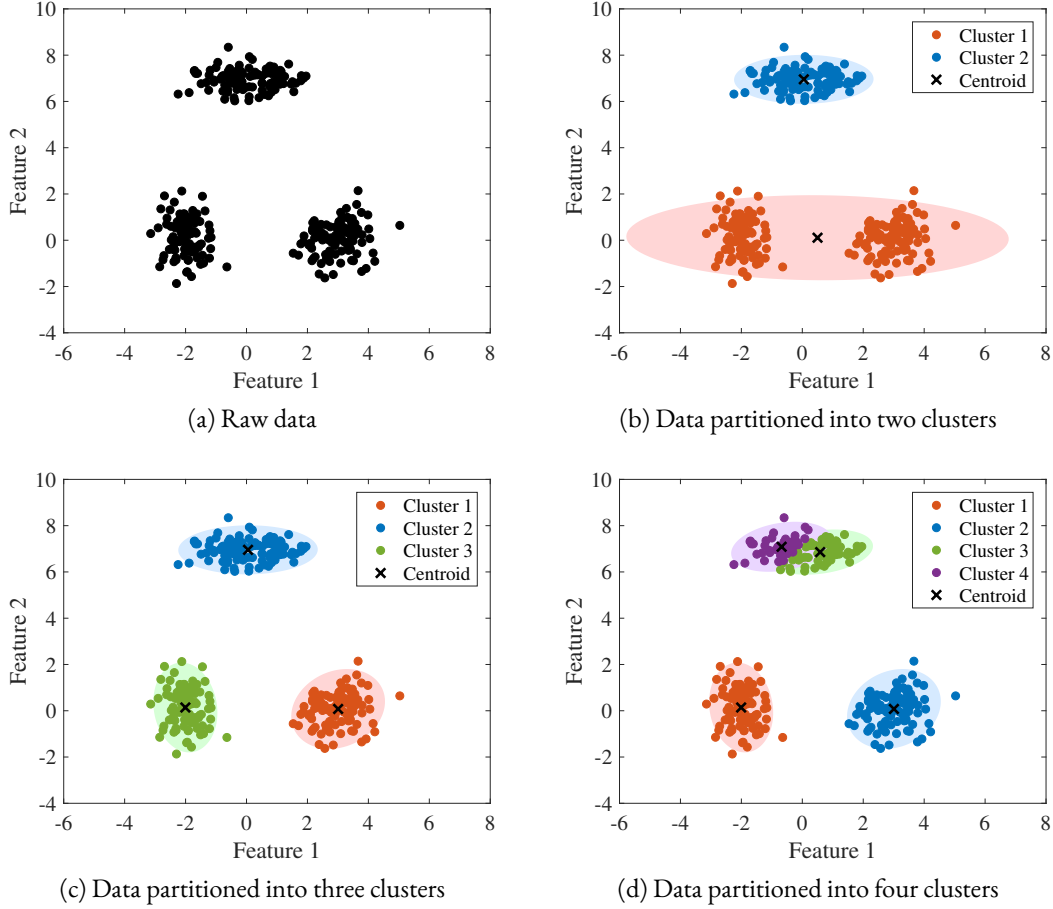 10
8
6
4
2
0
-2
-4
-6 -4 -2 0 2 4 6 8
Feature 2
Feature 1
(a) Raw data
10
8
6
4
2
0
-2
-4
-6 -4 -2 0 2 4 6 8
Feature 2
Feature 1
Cluster 1
Cluster 2
Centroid
(b) Data partitioned into two clusters
10
8
6
4
2
0
-2
-4
-6 -4 -2 0 2 4 6 8
Feature 2
Feature 1
Cluster 1
Cluster 2
Cluster 3
Centroid
(c) Data partitioned into three clusters
10
8
6
4
2
0
-2
-4
-6 -4 -2 0 2 4 6 8
Feature 2
Feature 1
Cluster 1
Cluster 2
Cluster 3
Cluster 4
Centroid
(d) Data partitioned into four clusters